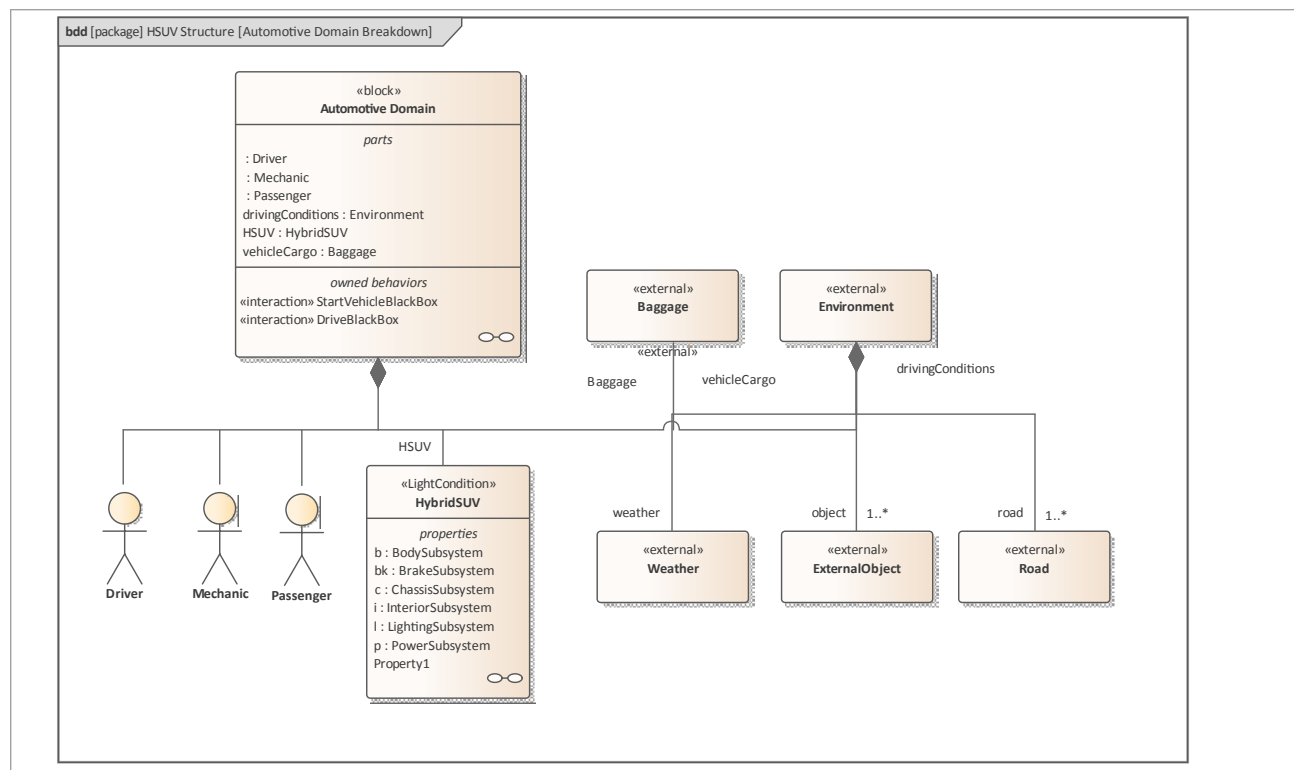 bdd [package] HSUV Structure [Automotive Domain Breakdown]
«block»
Automotive Domain
parts
: Driver
: Mechanic
: Passenger
drivingConditions : Environment
HSUV : HybridSUV
vehicleCargo : Baggage
owned behaviors
«interaction» StartVehicleBlackBox
«interaction» DriveBlackBox
«external»
Baggage
«external»
Environment
«external»
Baggage
vehicleCargo
drivingConditions
HSUV
«LightCondition»
HybridSUV
properties
b : BodySubsystem
bk : BrakeSubsystem
c : ChassisSubsystem
i : InteriorSubsystem
l : LightingSubsystem
p : PowerSubsystem
Property1
Driver
Mechanic
Passenger
weather
object
1..*
road
1..*
«external»
Weather
«external»
ExternalObject
«external»
Road